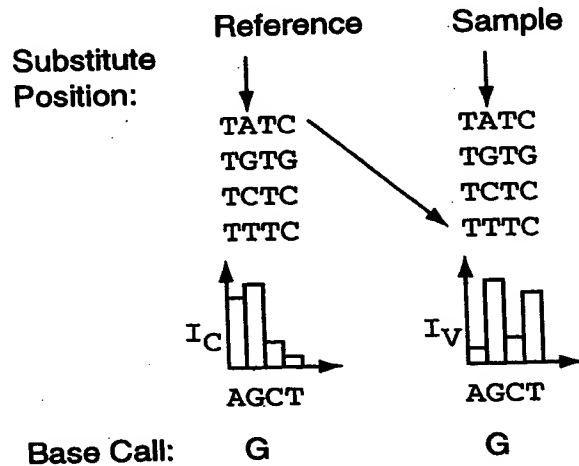 Reference Sample
Substitute
Position:
TATC TATC
TGTG TGTG
TCTC TCTC
TTTC TTTC
IC IV
AGCT AGCT
Base Call: G G